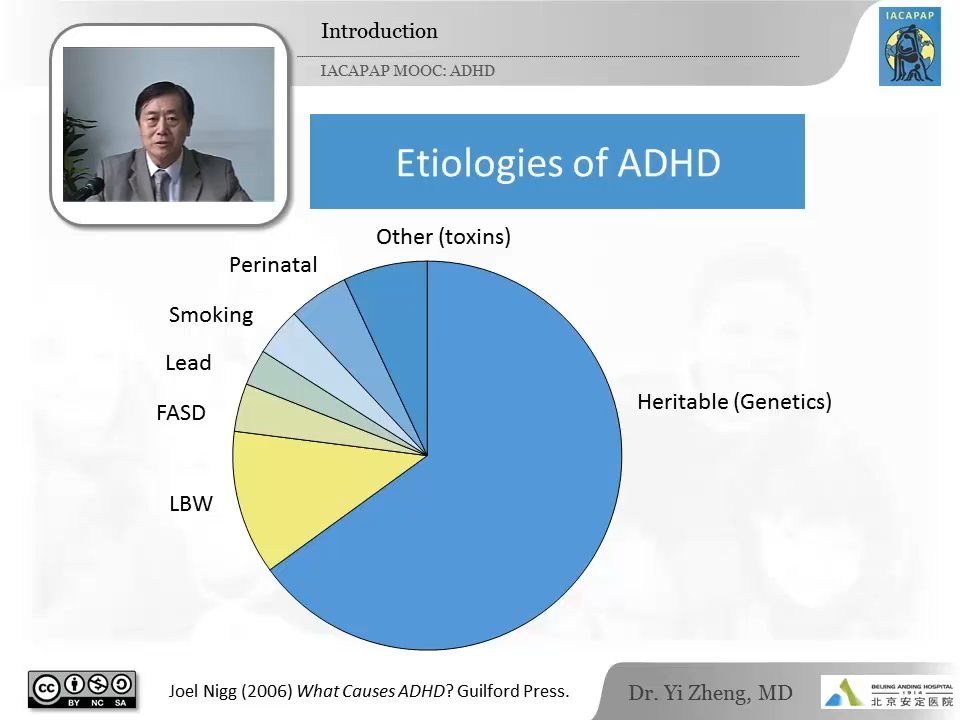 Introduction
IACAPAP MOOC: ADHD
IACAPAP
Etiologies of ADHD
Other (toxins)
Perinatal
Smoking
Lead
Heritable (Genetics)
FASD
LBW
cc
BY NC SA
Joel Nigg (2006) What Causes ADHD? Guilford Press.
Dr. Yi Zheng, MD
BEIJING ANDING HOSPITAL
1914
北京安定医院